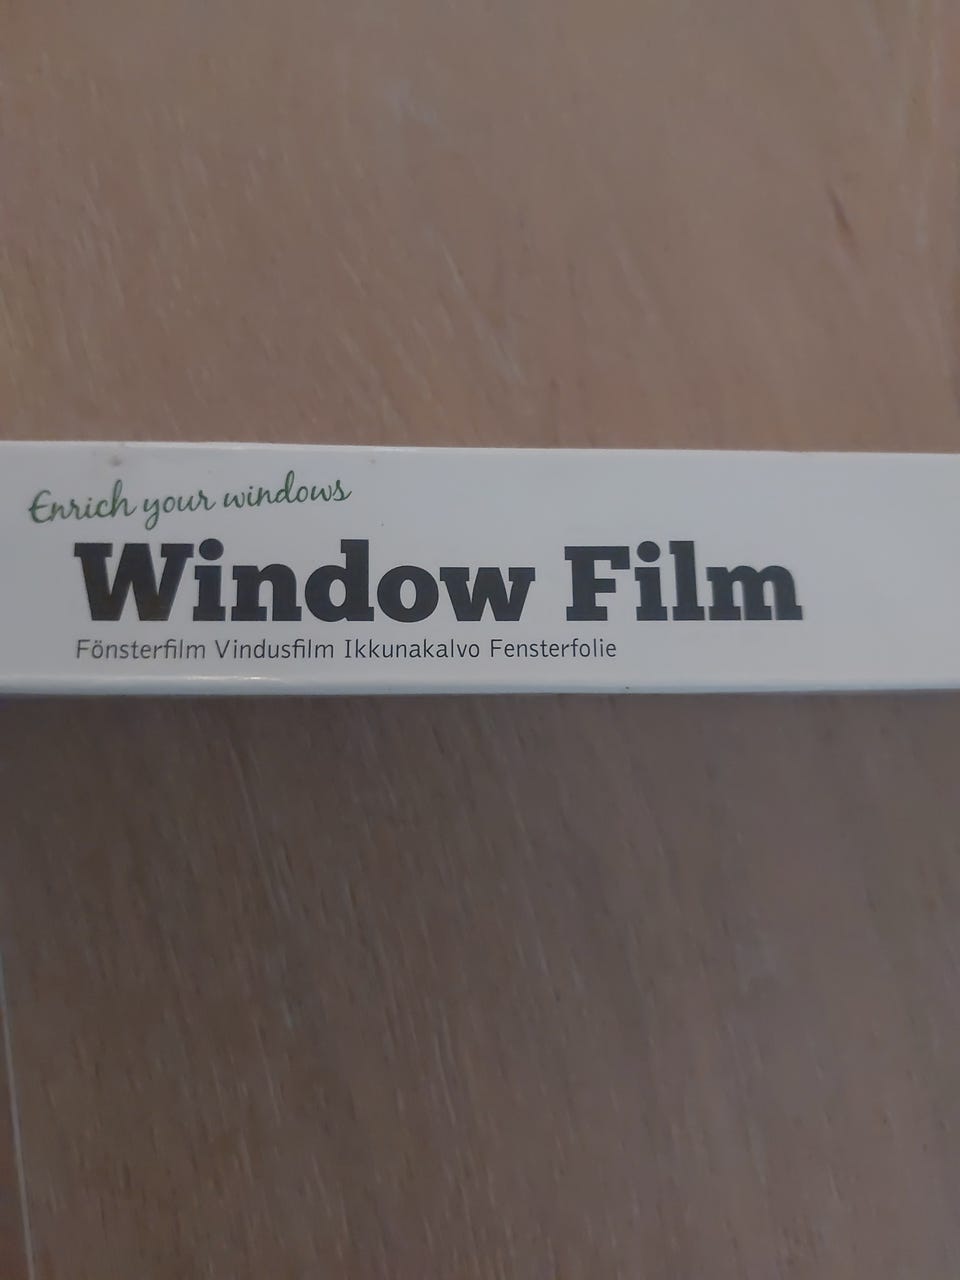 Enrich your windows
Window Film
Fönsterfilm Vindusfilm Ikkunakalvo Fensterfolie